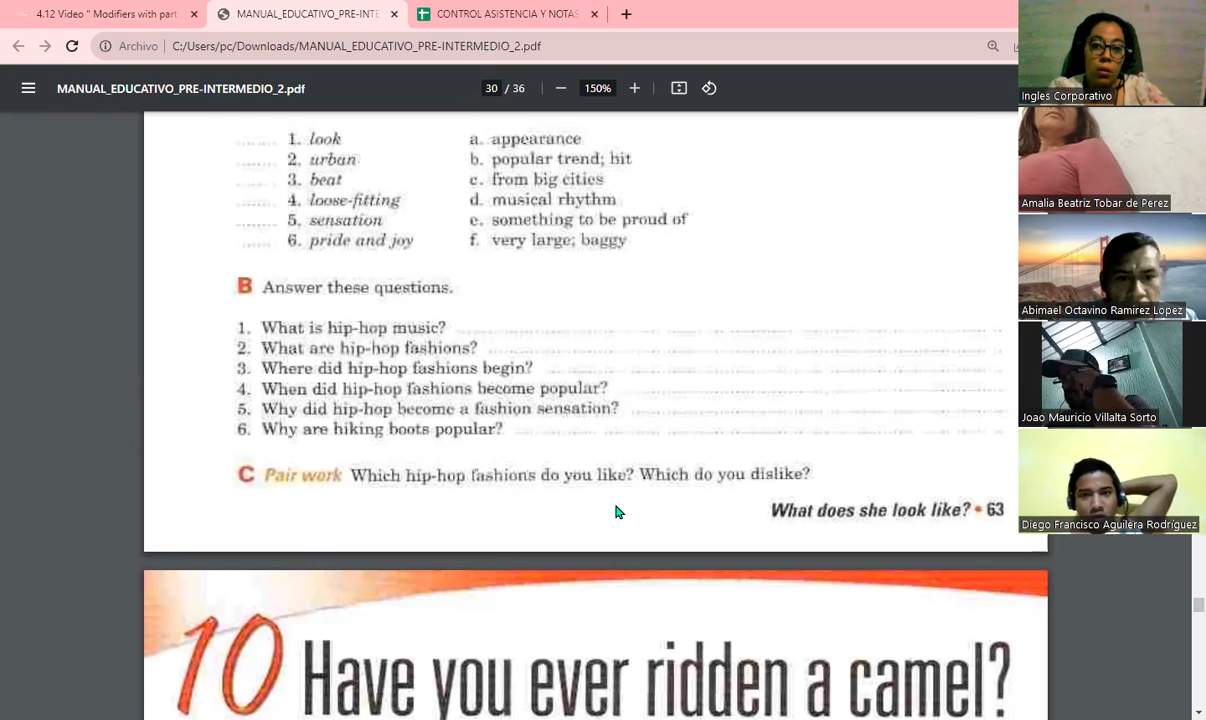 4.12 Video " Modifiers with part
MANUAL_EDUCATIVO_PRE-INTE
CONTROL ASISTENCIA Y NOTAS
Archivo
C:/Users/pc/Downloads/MANUAL_EDUCATIVO_PRE-INTERMEDIO_2.pdf
MANUAL_EDUCATIVO_PRE-INTERMEDIO_2.pdf
30 / 36
150%
1. look a. appearance
2. urban b. popular trend; hit
3. beat c. from big cities
4. loose-fitting d. musical rhythm
5. sensation e. something to be proud of
6. pride and joy f. very large; baggy
B Answer these questions.
1. What is hip-hop music?
2. What are hip-hop fashions?
3. Where did hip-hop fashions begin?
4. When did hip-hop fashions become popular?
5. Why did hip-hop become a fashion sensation?
6. Why are hiking boots popular?
C Pair work Which hip-hop fashions do you like? Which do you dislike?
What does she look like? • 63
10 Have you ever ridden a camel?
Ingles Corporativo
Amalia Beatriz Tobar de Perez
Abimael Octavino Ramirez Lopez
Joao Mauricio Villalta Sorto
Diego Francisco Aguilera Rodríguez